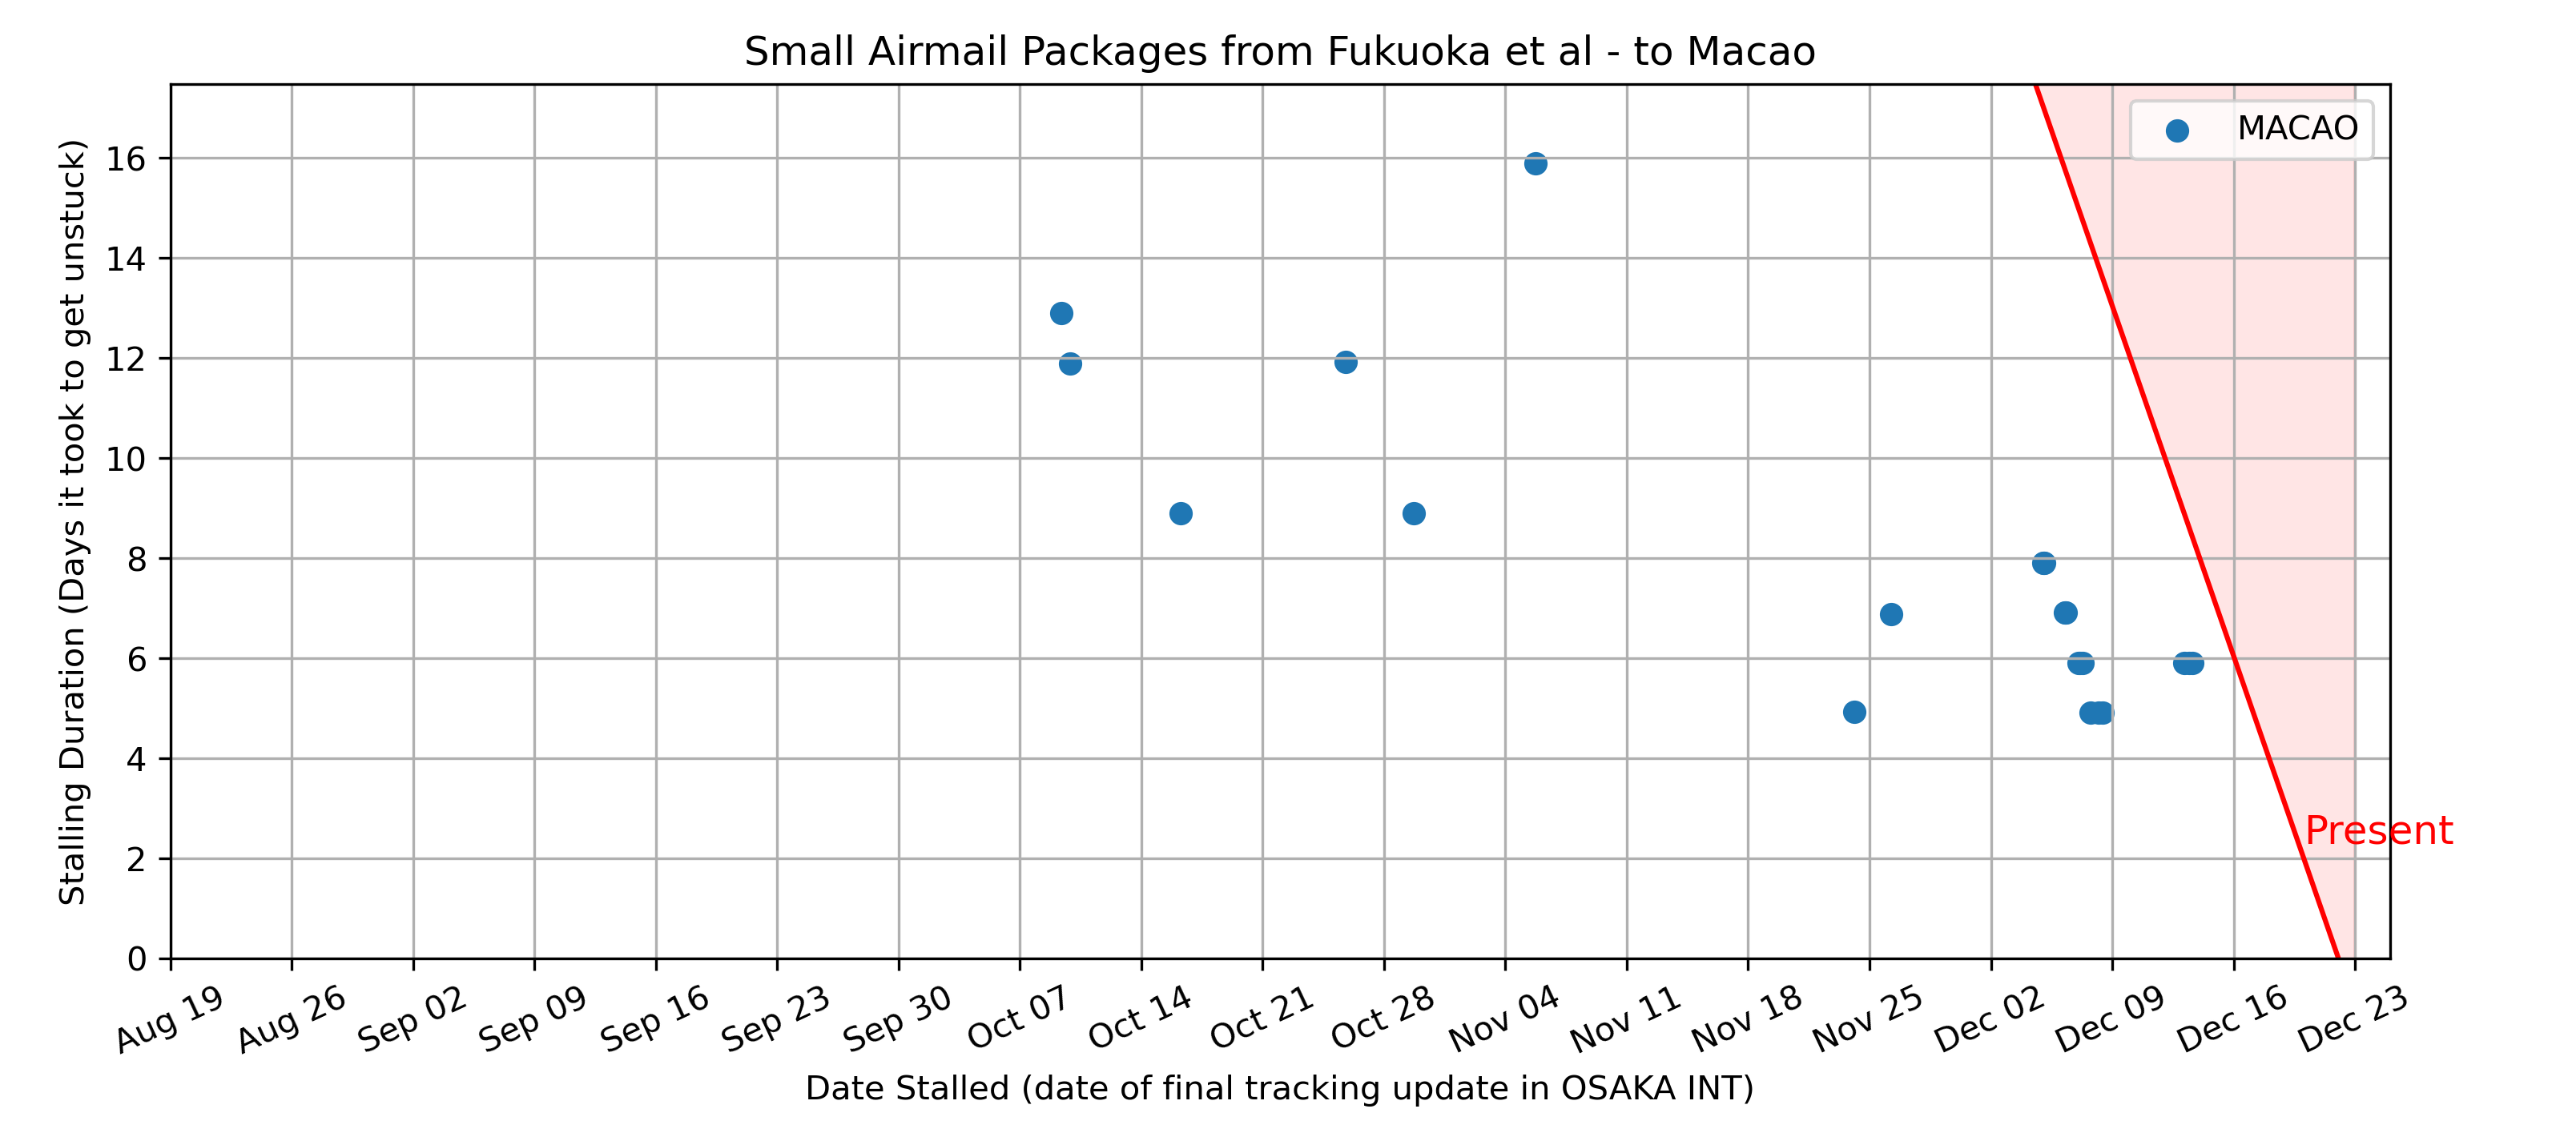 Small Airmail Packages from Fukuoka et al - to Macao
MACAO
Stalling Duration (Days it took to get unstuck)
16
14
12
10
8
6
4
2
0
Present
Aug 19
Aug 26
Sep 02
Sep 09
Sep 16
Sep 23
Sep 30
Oct 07
Oct 14
Oct 21
Oct 28
Nov 04
Nov 11
Nov 18
Nov 25
Dec 02
Dec 09
Dec 16
Dec 23
Date Stalled (date of final tracking update in OSAKA INT)